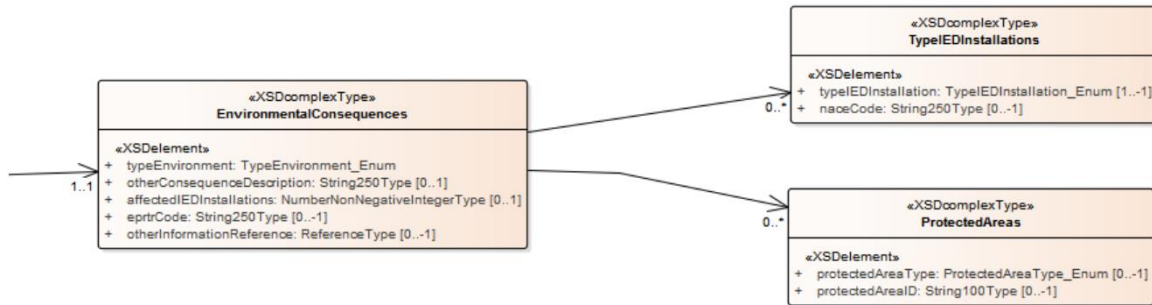 «XSDcomplexType»
TypeIEDInstallations
«XSDelement»
+ typeIEDInstallation: TypeIEDInstallation_Enum [1..-1]
+ naceCode: String250Type [0..-1]
0..*
«XSDcomplexType»
EnvironmentalConsequences
«XSDelement»
+ typeEnvironment: TypeEnvironment_Enum
+ otherConsequenceDescription: String250Type [0..1]
+ affectedIEDInstallations: NumberNonNegativeIntegerType [0..1]
+ eprtrCode: String250Type [0..-1]
+ otherInformationReference: ReferenceType [0..-1]
1..1
0..*
«XSDcomplexType»
ProtectedAreas
«XSDelement»
+ protectedAreaType: ProtectedAreaType_Enum [0..-1]
+ protectedAreaID: String100Type [0..-1]